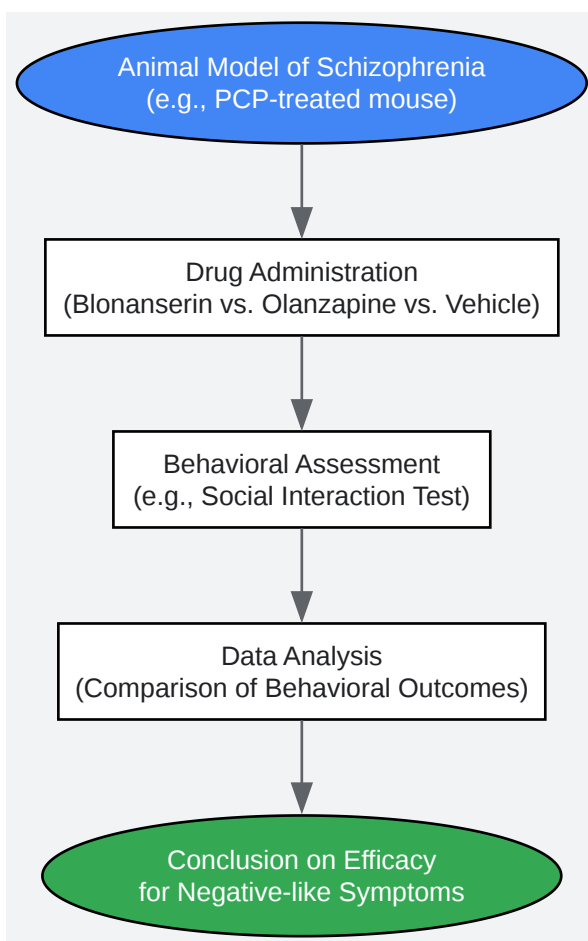 Animal Model of Schizophrenia
(e.g., PCP-treated mouse)
Drug Administration
(Blonanserin vs. Olanzapine vs. Vehicle)
Behavioral Assessment
(e.g., Social Interaction Test)
Data Analysis
(Comparison of Behavioral Outcomes)
Conclusion on Efficacy
for Negative-like Symptoms